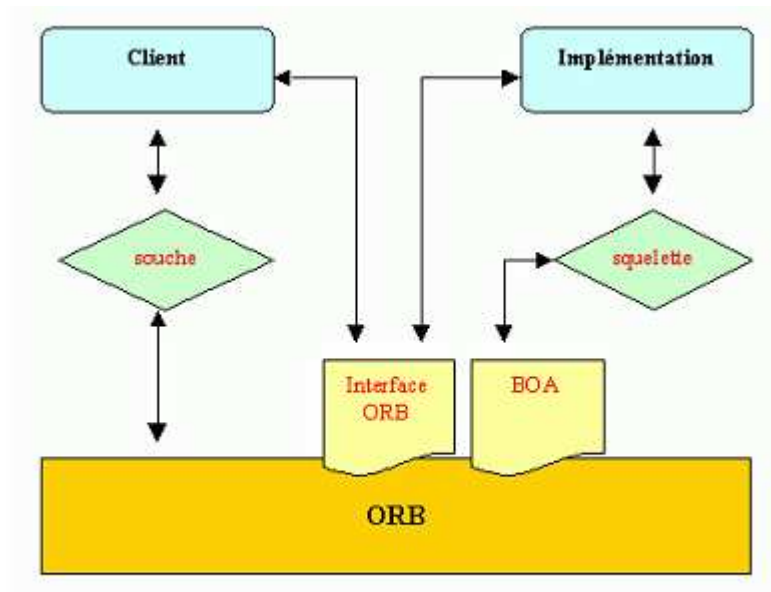 Client
Implémentation
souche
squelette
Interface
ORB
BOA
ORB